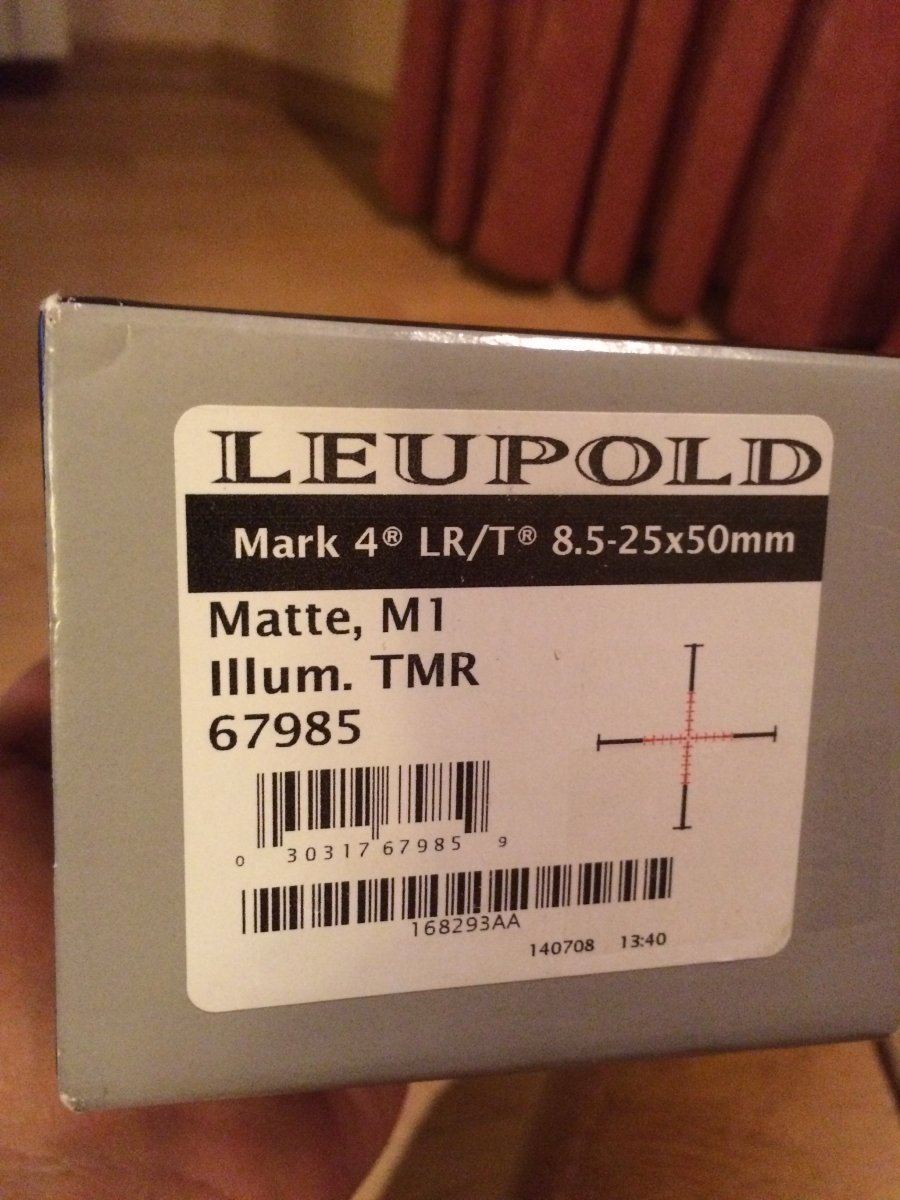 LEUPOLD
Mark 4® LR/T® 8.5-25x50mm
Matte, M1
Illum. TMR
67985
0 30317 67985 9
168293AA
140708 13:40